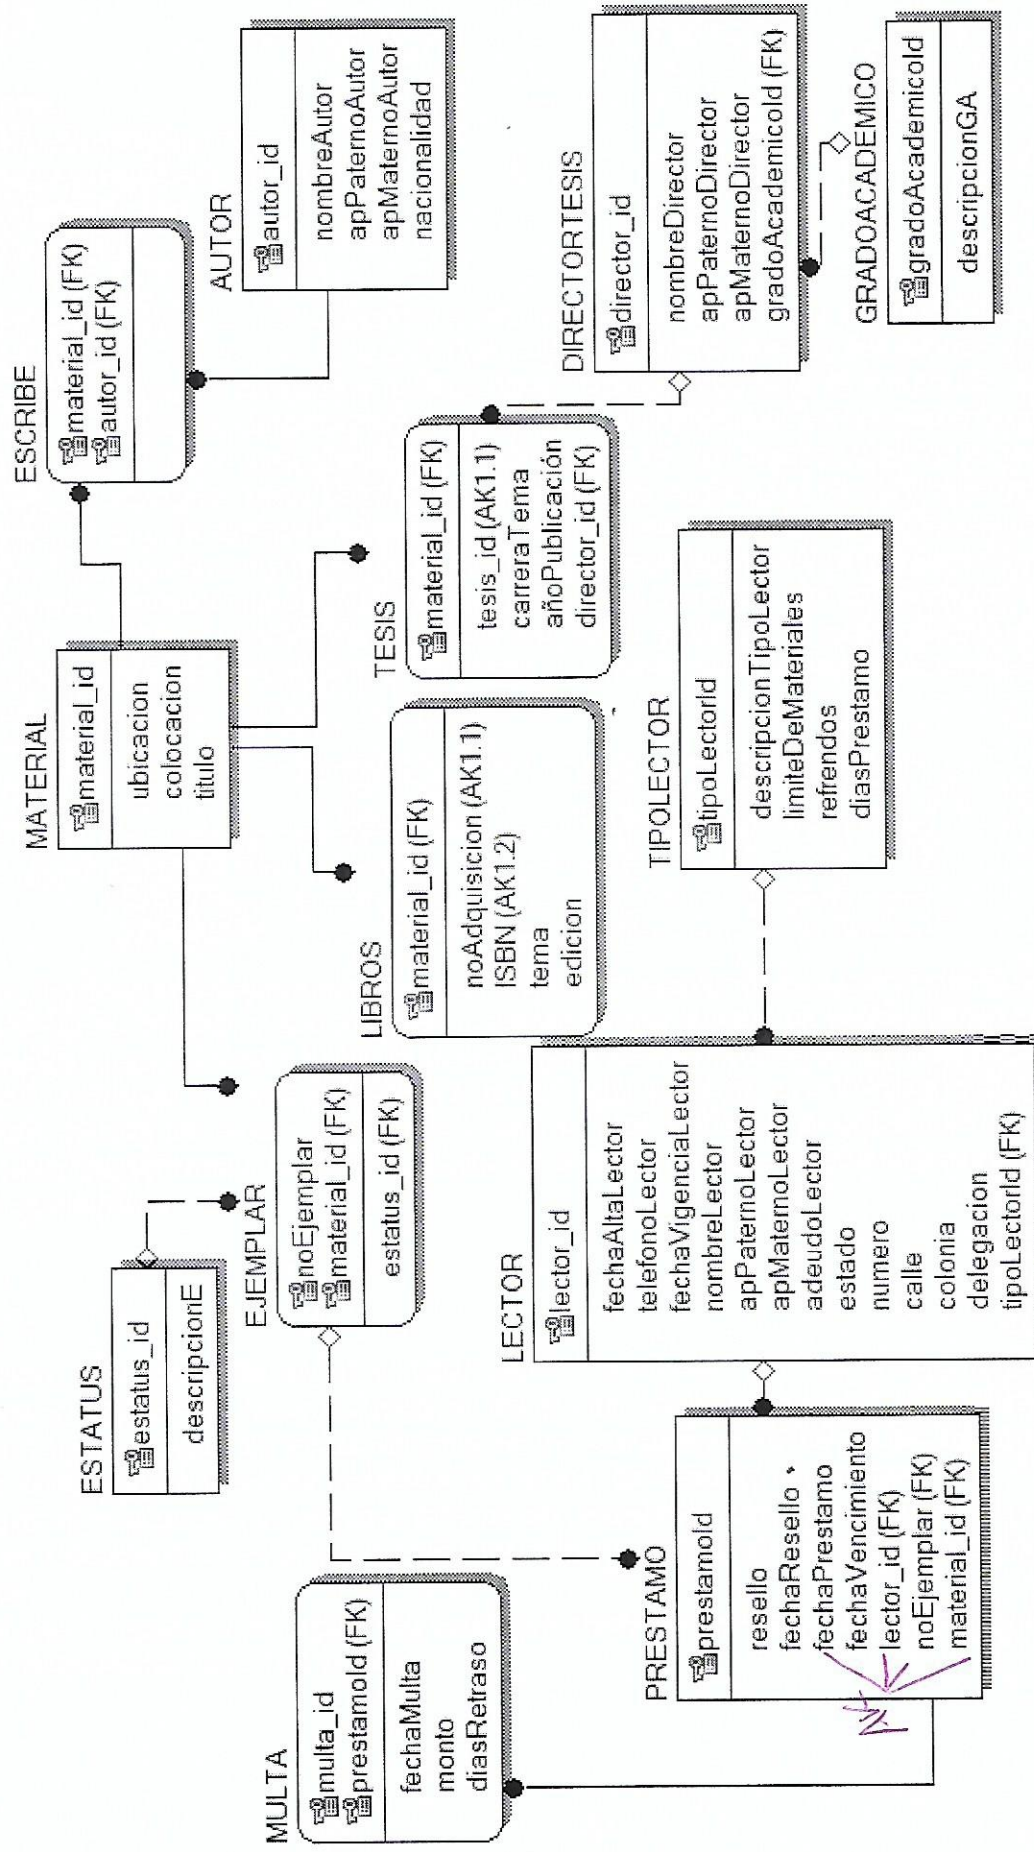 ESCRIBE
material_id (FK)
autor_id (FK)
AUTOR
autor_id
nombreAutor
apPaternoAutor
apMaternoAutor
nacionalidad
MATERIAL
material_id
ubicacion
colocacion
titulo
ESTATUS
estatus_id
descripcionE
EJEMPLAR
noEjemplar
material_id (FK)
estatus_id (FK)
LIBROS
material_id (FK)
noAdquisicion (AK1.1)
ISBN (AK1.2)
tema
edicion
TESIS
material_id (FK)
tesis_id (AK1.1)
carreraTema
añoPublicación
director_id (FK)
DIRECTORTESIS
director_id
nombreDirector
apPaternoDirector
apMaternoDirector
gradoAcademicoId (FK)
GRADOACADEMICO
gradoAcademicoId
descripcionGA
MULTA
multa_id
prestamoId (FK)
fechaMulta
monto
diasRetraso
PRESTAMO
prestamoId
resello
fechaResello
fechaPrestamo
fechaVencimiento
lector_id (FK)
noEjemplar (FK)
material_id (FK)
LECTOR
lector_id
fechaAltaLector
telefonoLector
fechaVigenciaLector
nombreLector
apPaternoLector
apMaternoLector
adeudoLector
estado
numero
calle
colonia
delegacion
tipoLectorId (FK)
TIPOLECTOR
tipoLectorId
descripcionTipoLector
limiteDeMateriales
refrendos
diasPrestamo